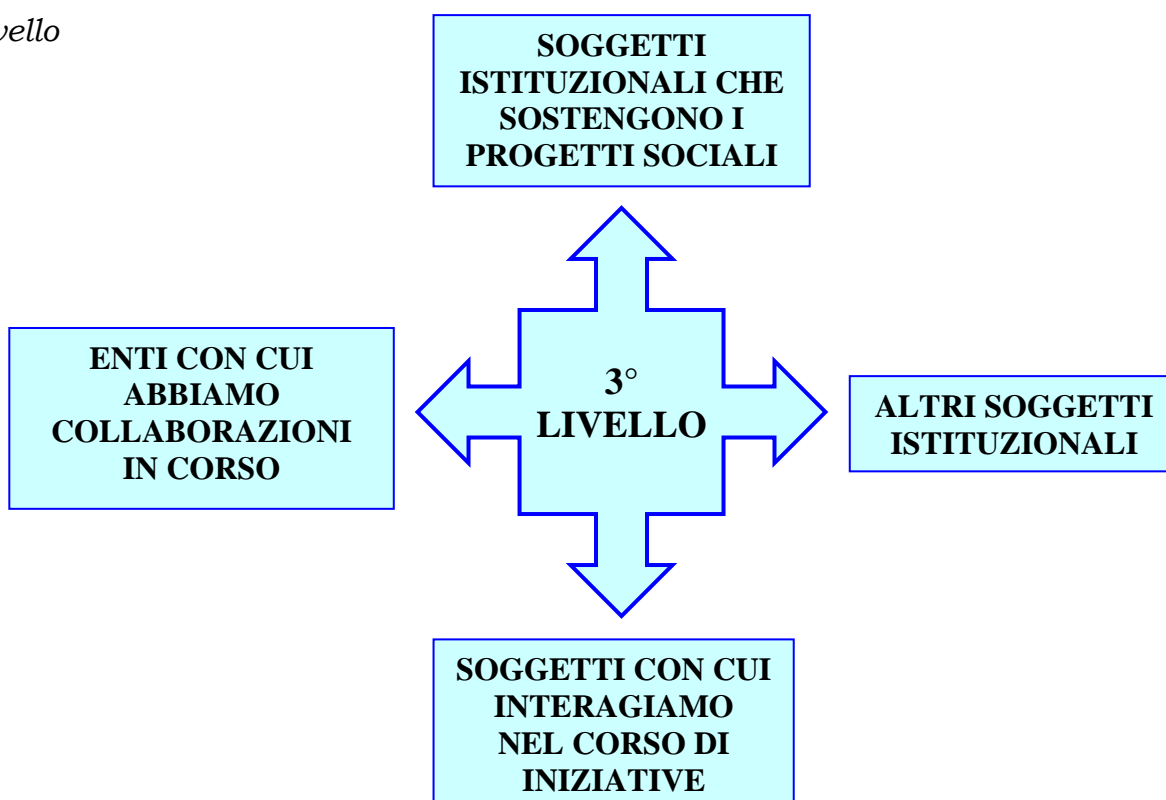 vello
SOGGETTI
ISTITUZIONALI CHE
SOSTENGONO I
PROGETTI SOCIALI
ENTI CON CUI
ABBIAMO
COLLABORAZIONI
IN CORSO
3°
LIVELLO
ALTRI SOGGETTI
ISTITUZIONALI
SOGGETTI CON CUI
INTERAGIAMO
NEL CORSO DI
INIZIATIVE